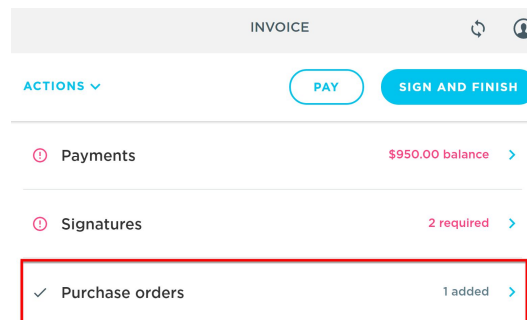 INVOICE
ACTIONS
PAY
SIGN AND FINISH
Payments
$950.00 balance
Signatures
2 required
Purchase orders
1 added